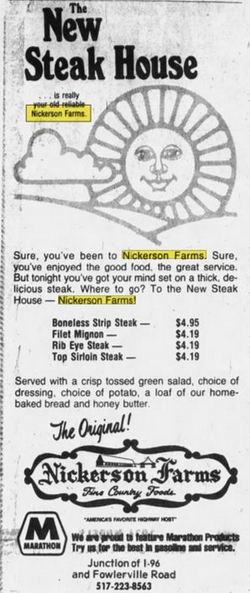 The
New
Steak House
. . . is really
your old reliable
Nickerson Farms.
Sure, you've been to Nickerson Farms. Sure,
you've enjoyed the good food, the great service.
But tonight you've got your mind set on a thick, de-
licious steak. Where to go? To the New Steak
House — Nickerson Farms!
Boneless Strip Steak — $4.95
Filet Mignon — $4.19
Rib Eye Steak — $4.19
Top Sirloin Steak — $4.19
Served with a crisp tossed green salad, choice of
dressing, choice of potato, a loaf of our home-
baked bread and honey butter.
The Original!
Nickerson Farms
Fine Country Foods
"AMERICA'S FAVORITE HIGHWAY HOST"
M
MARATHON
We are proud to feature Marathon Products
Try us for the best in gasoline and service.
Junction of I-96
and Fowlerville Road
517-223-8563